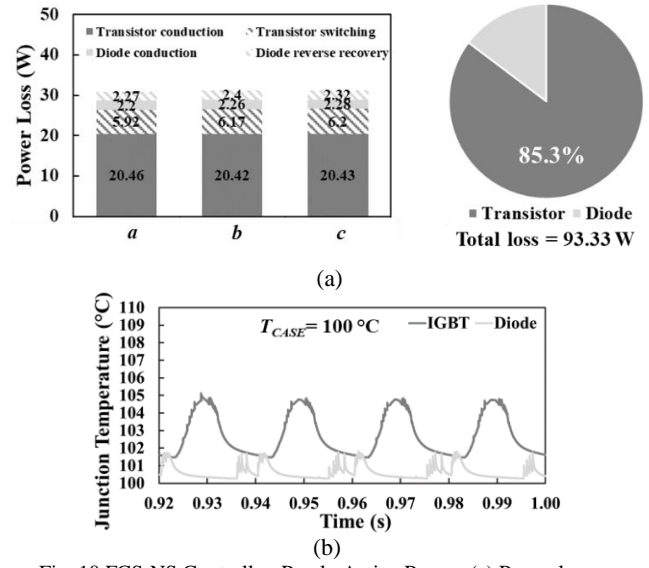 (a)
Transistor conduction Transistor switching
Diode conduction Diode reverse recovery
Power Loss (W)
50
40
30
20
10
0
2.27 2.4 2.32
2.2 2.26 2.28
5.92 6.17 6.2
20.46 20.42 20.43
a b c
85.3%
Transistor Diode
Total loss = 93.33 W
(a)
Junction Temperature (°C)
110
109
108
107
106
105
104
103
102
101
100
T_CASE = 100 °C
IGBT Diode
0.92 0.93 0.94 0.95 0.96 0.97 0.98 0.99 1.00
Time (s)
(b)